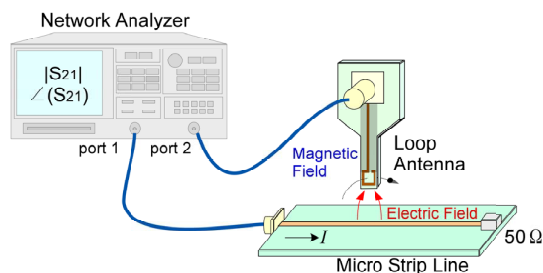 Network Analyzer
|S21|
∕ (S21)
port 1
port 2
Magnetic
Field
Loop
Antenna
Electric Field
I
50 Ω
Micro Strip Line